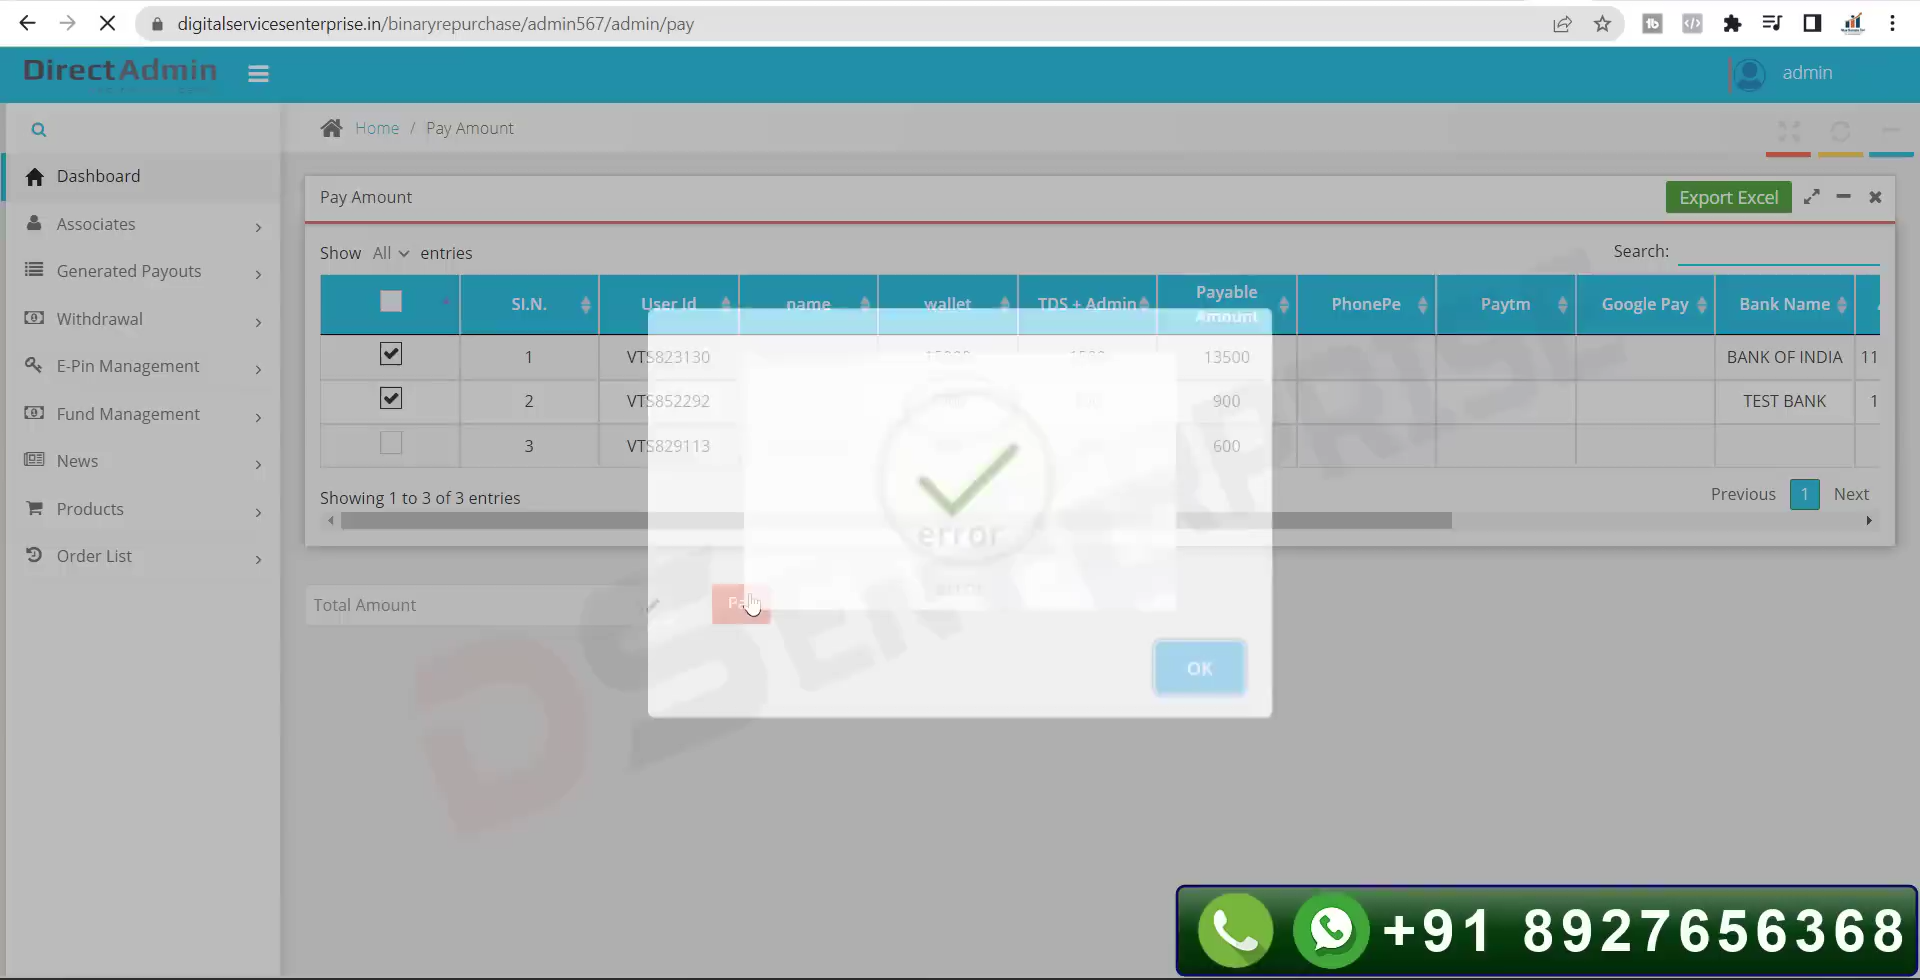 digitalservicesenterprise.in/binaryrepurchase/admin567/admin/pay
DirectAdmin
admin
Home / Pay Amount
Dashboard
Associates
Generated Payouts
Withdrawal
E-Pin Management
Fund Management
News
Products
Order List
Pay Amount
Export Excel
Show All entries
Search:
SI.N. User Id name wallet TDS + Admin Payable Amount PhonePe Paytm Google Pay Bank Name
1 VTS823130 13500 BANK OF INDIA 11
2 VTS852292 900 TEST BANK 1
3 VTS829113 600
Showing 1 to 3 of 3 entries
Previous 1 Next
error
error
Total Amount
OK
DSENTERPRISE
+91 8927656368